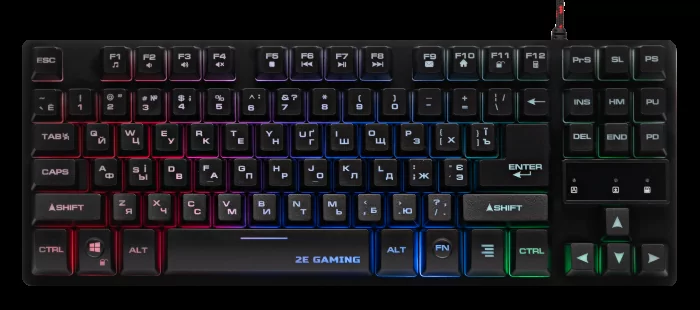 ESC F1 F2 F3 F4 F5 F6 F7 F8 F9 F10 F11 F12 PrS SL PS
~ ` Ё ! 1 @ " 2 # № 3 $ ; 4 % 5 ^ : 6 & ? 7 * 8 ( 9 ) 0 _ - + = | \ / INS HM PU
TAB Q Й W Ц E У R К T Е Y Н U Г Ґ I Ш O Щ P З { [ Х } ] Ї Ъ DEL END PD
CAPS A Ф S І Ы D В F А G П H Р J О K Л L Д : ; Ж " ' Є Э ENTER
SHIFT Z Я X Ч C С V М B И N Т M Ь < , Б > . Ю ? / . , SHIFT
CTRL ALT 2E GAMING ALT FN CTRL